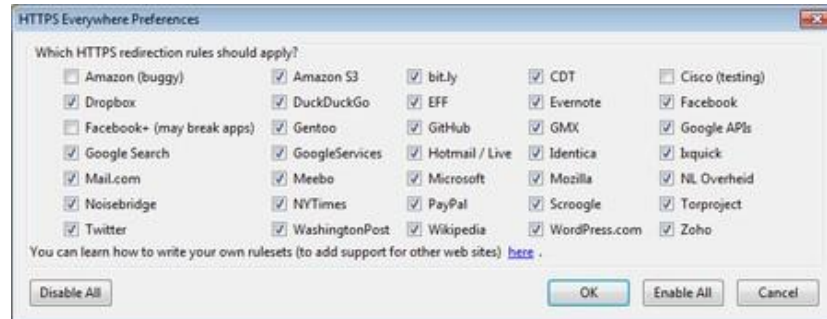 HTTPS Everywhere Preferences
Which HTTPS redirection rules should apply?
Amazon (buggy) Amazon S3 bit.ly CDT Cisco (testing)
Dropbox DuckDuckGo EFF Evernote Facebook
Facebook+ (may break apps) Gentoo GitHub GMX Google APIs
Google Search GoogleServices Hotmail / Live Identica Ixquick
Mail.com Meebo Microsoft Mozilla NL Overheid
Noisebridge NYTimes PayPal Scroogle Torproject
Twitter WashingtonPost Wikipedia WordPress.com Zoho
You can learn how to write your own rulesets (to add support for other web sites) here .
Disable All OK Enable All Cancel